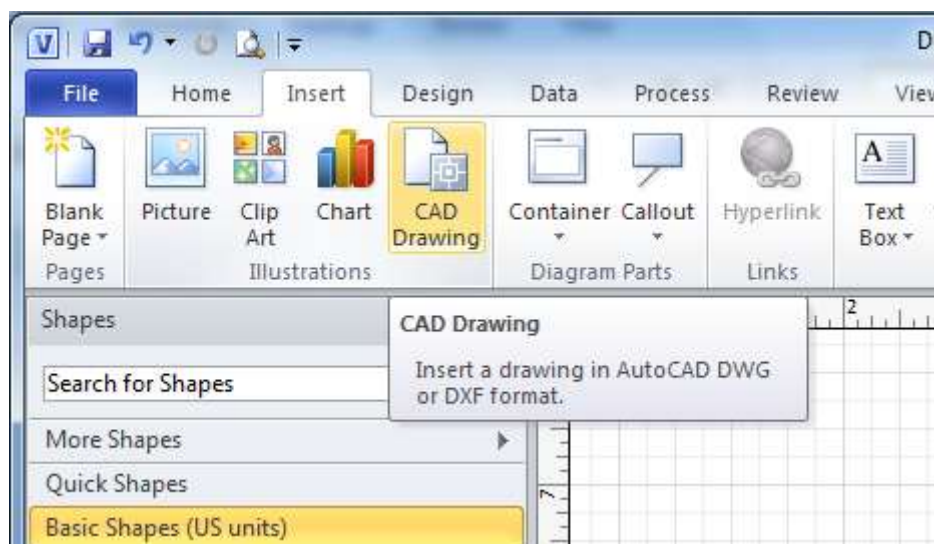 V
D
File Home Insert Design Data Process Review View
Blank Page Picture Clip Art Chart CAD Drawing Container Callout Hyperlink A Text Box
Pages Illustrations Diagram Parts Links
Shapes
2
CAD Drawing
Insert a drawing in AutoCAD DWG
or DXF format.
Search for Shapes
More Shapes
Quick Shapes
7
Basic Shapes (US units)